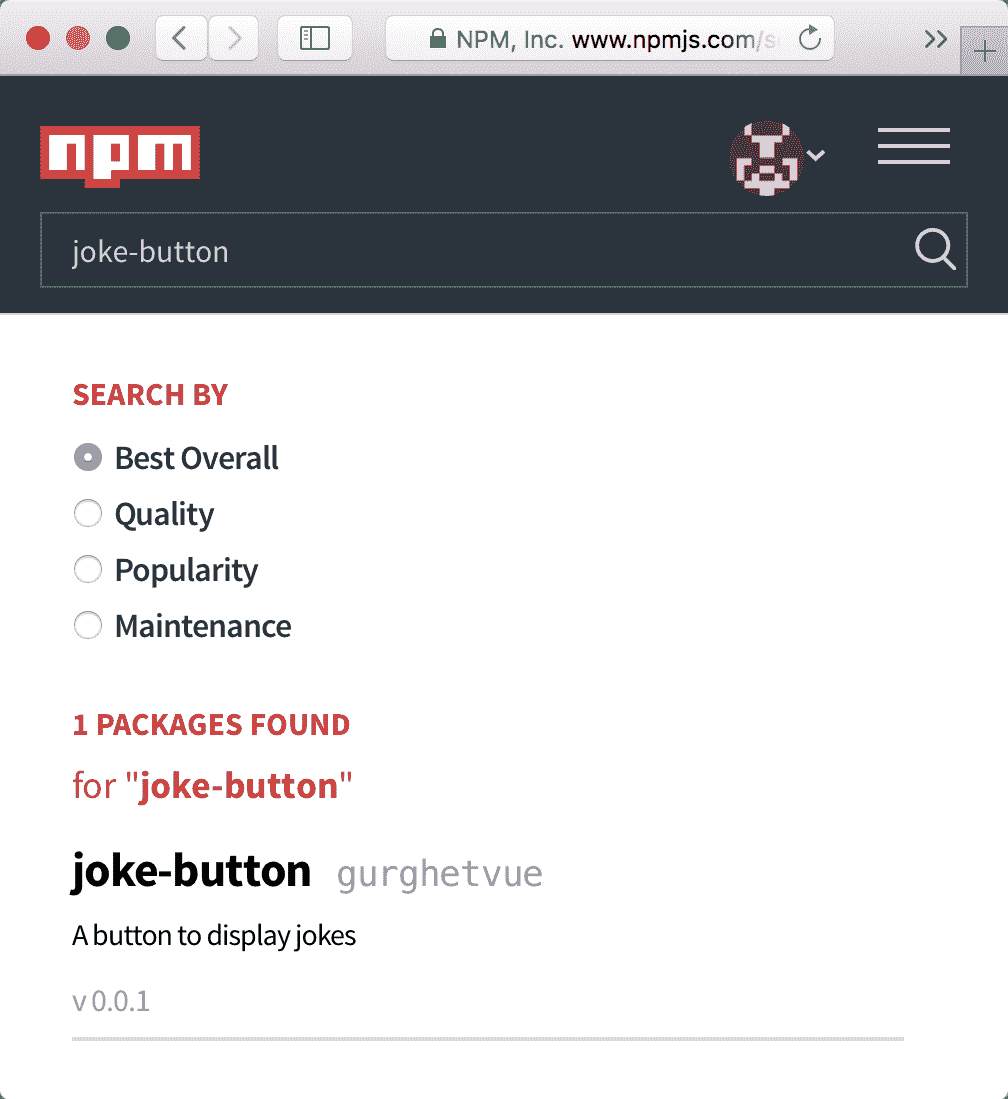 NPM, Inc. www.npmjs.com/s
npm
joke-button
SEARCH BY
Best Overall
Quality
Popularity
Maintenance
1 PACKAGES FOUND
for "joke-button"
joke-button gurghetvue
A button to display jokes
v 0.0.1